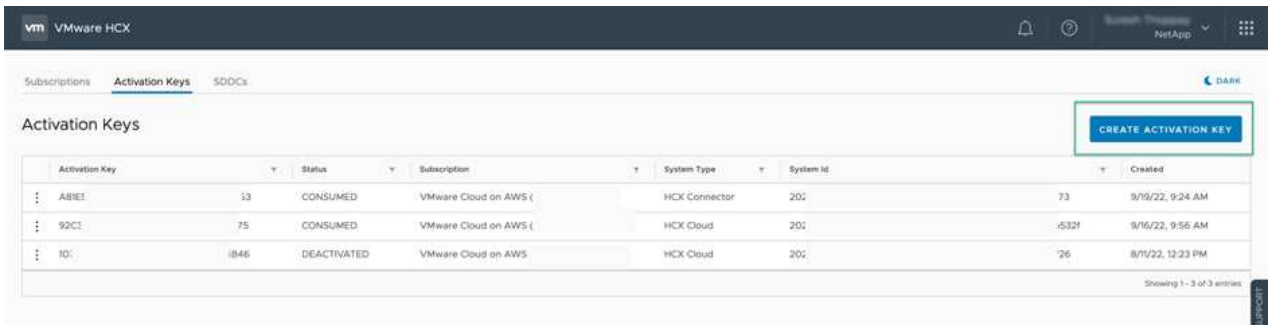 vm VMware HCX
NetApp
Subscriptions Activation Keys SDDCs DARK
Activation Keys
CREATE ACTIVATION KEY
Activation Key Status Subscription System Type System Id Created
A81E 53 CONSUMED VMware Cloud on AWS ( HCX Connector 202 73 9/19/22, 9:24 AM
92C 75 CONSUMED VMware Cloud on AWS ( HCX Cloud 202 532f 9/16/22, 9:56 AM
10 B46 DEACTIVATED VMware Cloud on AWS HCX Cloud 202 26 8/11/22, 12:23 PM
Showing 1 - 3 of 3 entries
SUPPORT